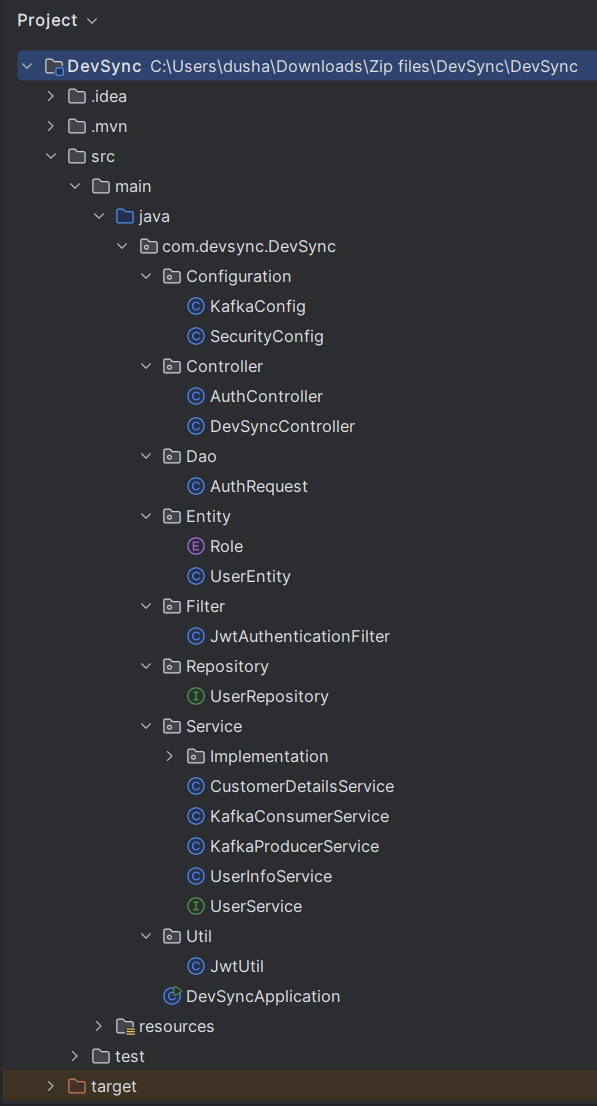 Project
DevSync C:\Users\dusha\Downloads\Zip files\DevSync\DevSync
.idea
.mvn
src
main
java
com.devsync.DevSync
Configuration
C KafkaConfig
C SecurityConfig
Controller
C AuthController
C DevSyncController
Dao
C AuthRequest
Entity
E Role
C UserEntity
Filter
C JwtAuthenticationFilter
Repository
I UserRepository
Service
Implementation
C CustomerDetailsService
C KafkaConsumerService
C KafkaProducerService
C UserInfoService
I UserService
Util
C JwtUtil
C DevSyncApplication
resources
test
target